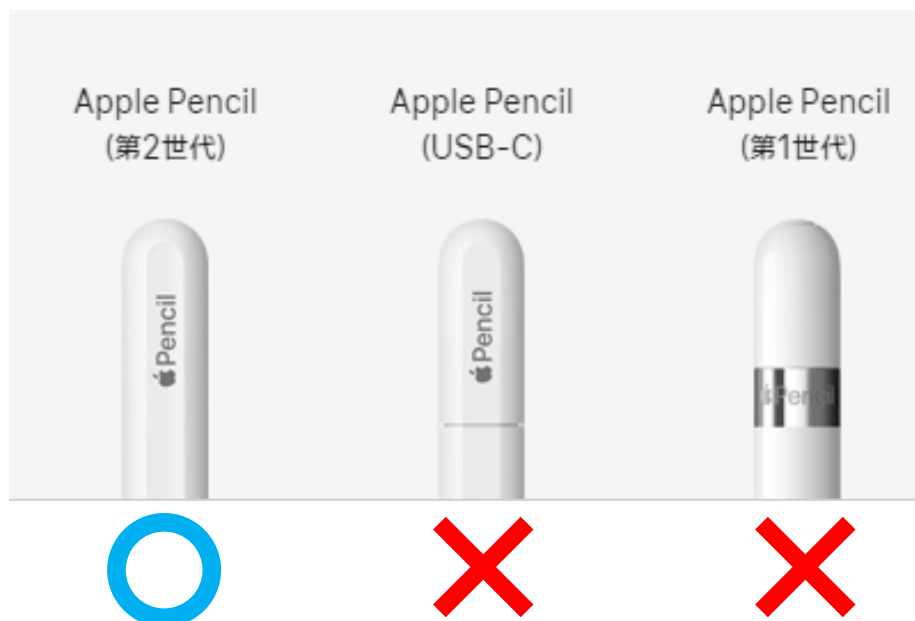 Apple Pencil
(第2世代)
Apple Pencil
(USB-C)
Apple Pencil
(第1世代)
Pencil
Pencil
Pencil